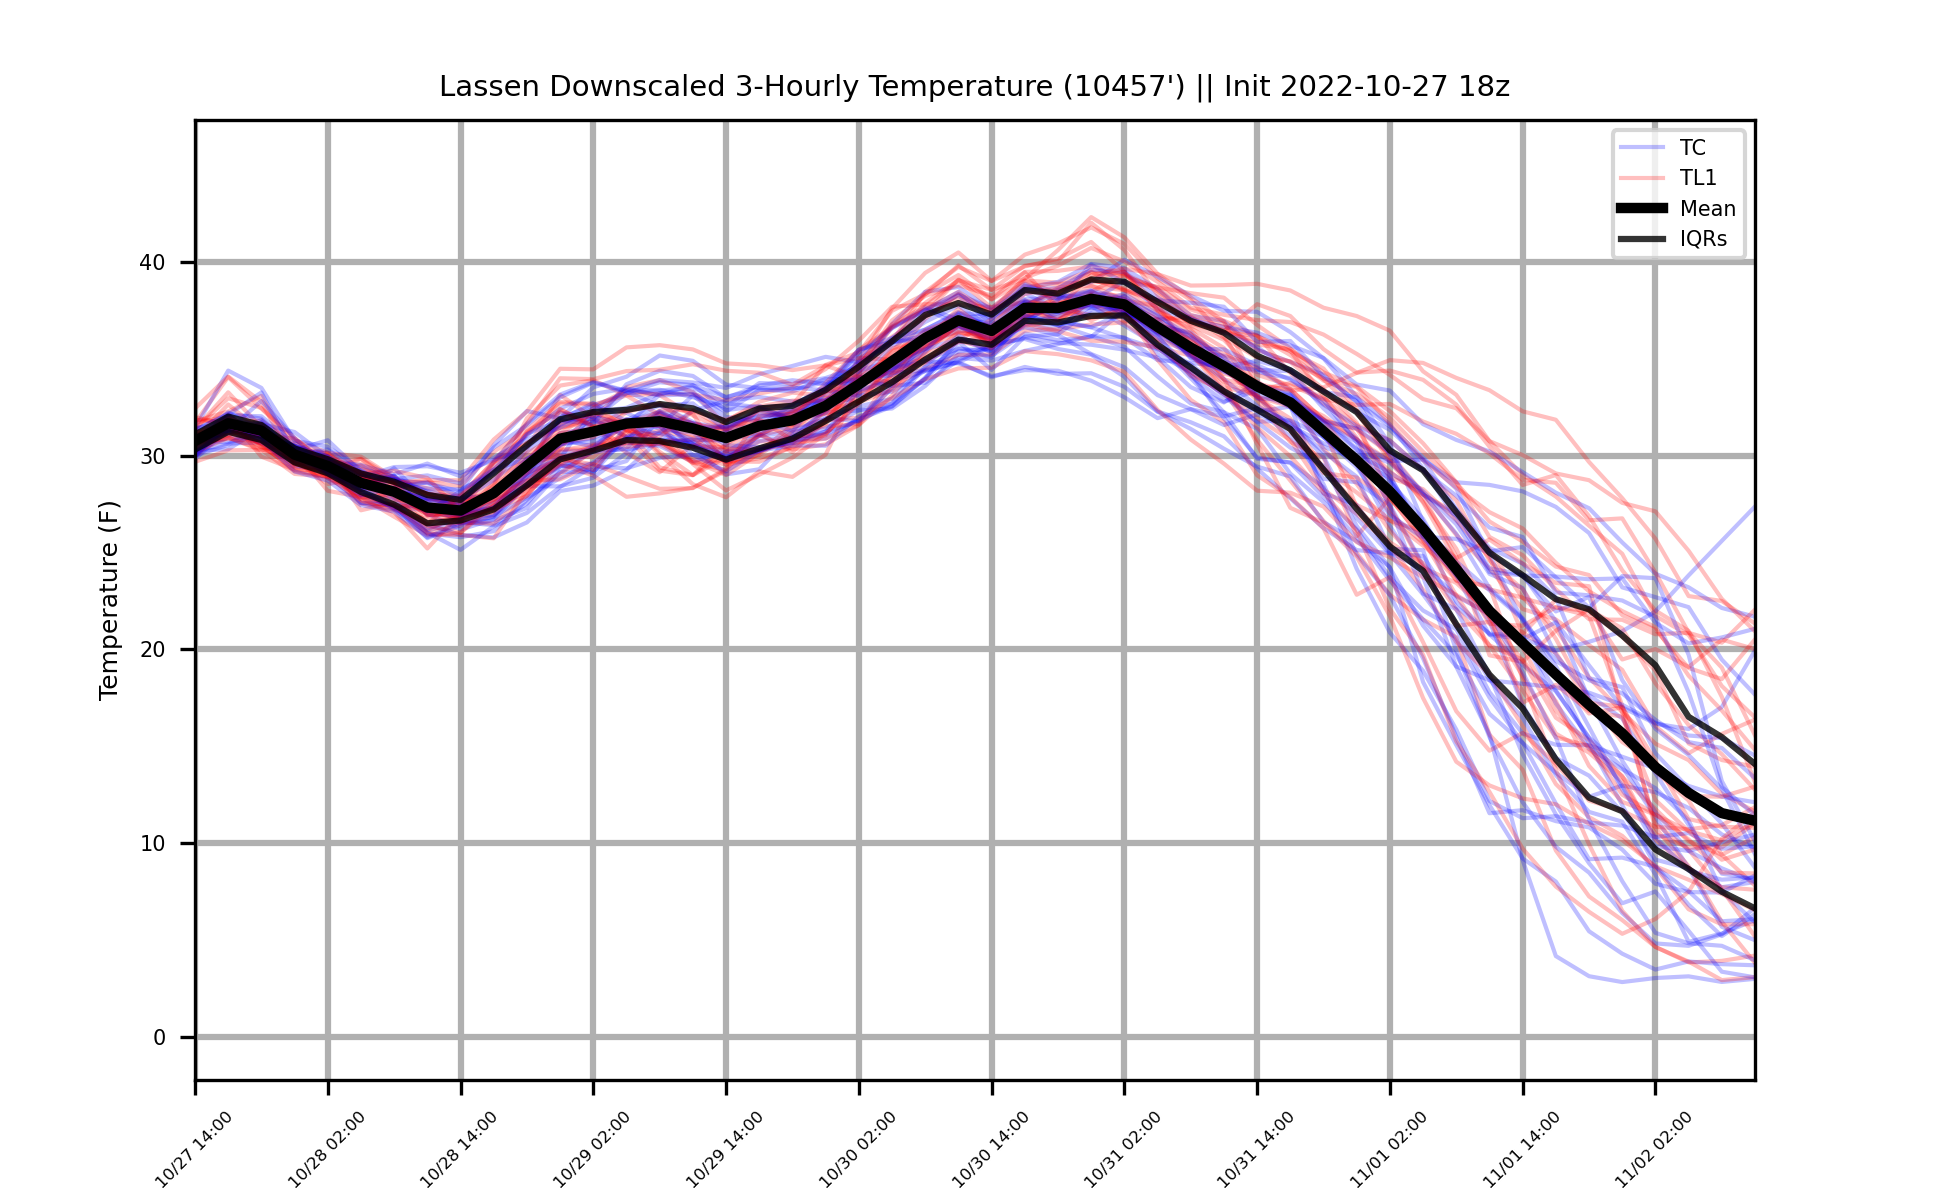 Lassen Downscaled 3-Hourly Temperature (10457') || Init 2022-10-27 18z
TC
TL1
Mean
IQRs
Temperature (F)
40
30
20
10
0
10/27 14:00
10/28 02:00
10/28 14:00
10/29 02:00
10/29 14:00
10/30 02:00
10/30 14:00
10/31 02:00
10/31 14:00
11/01 02:00
11/01 14:00
11/02 02:00